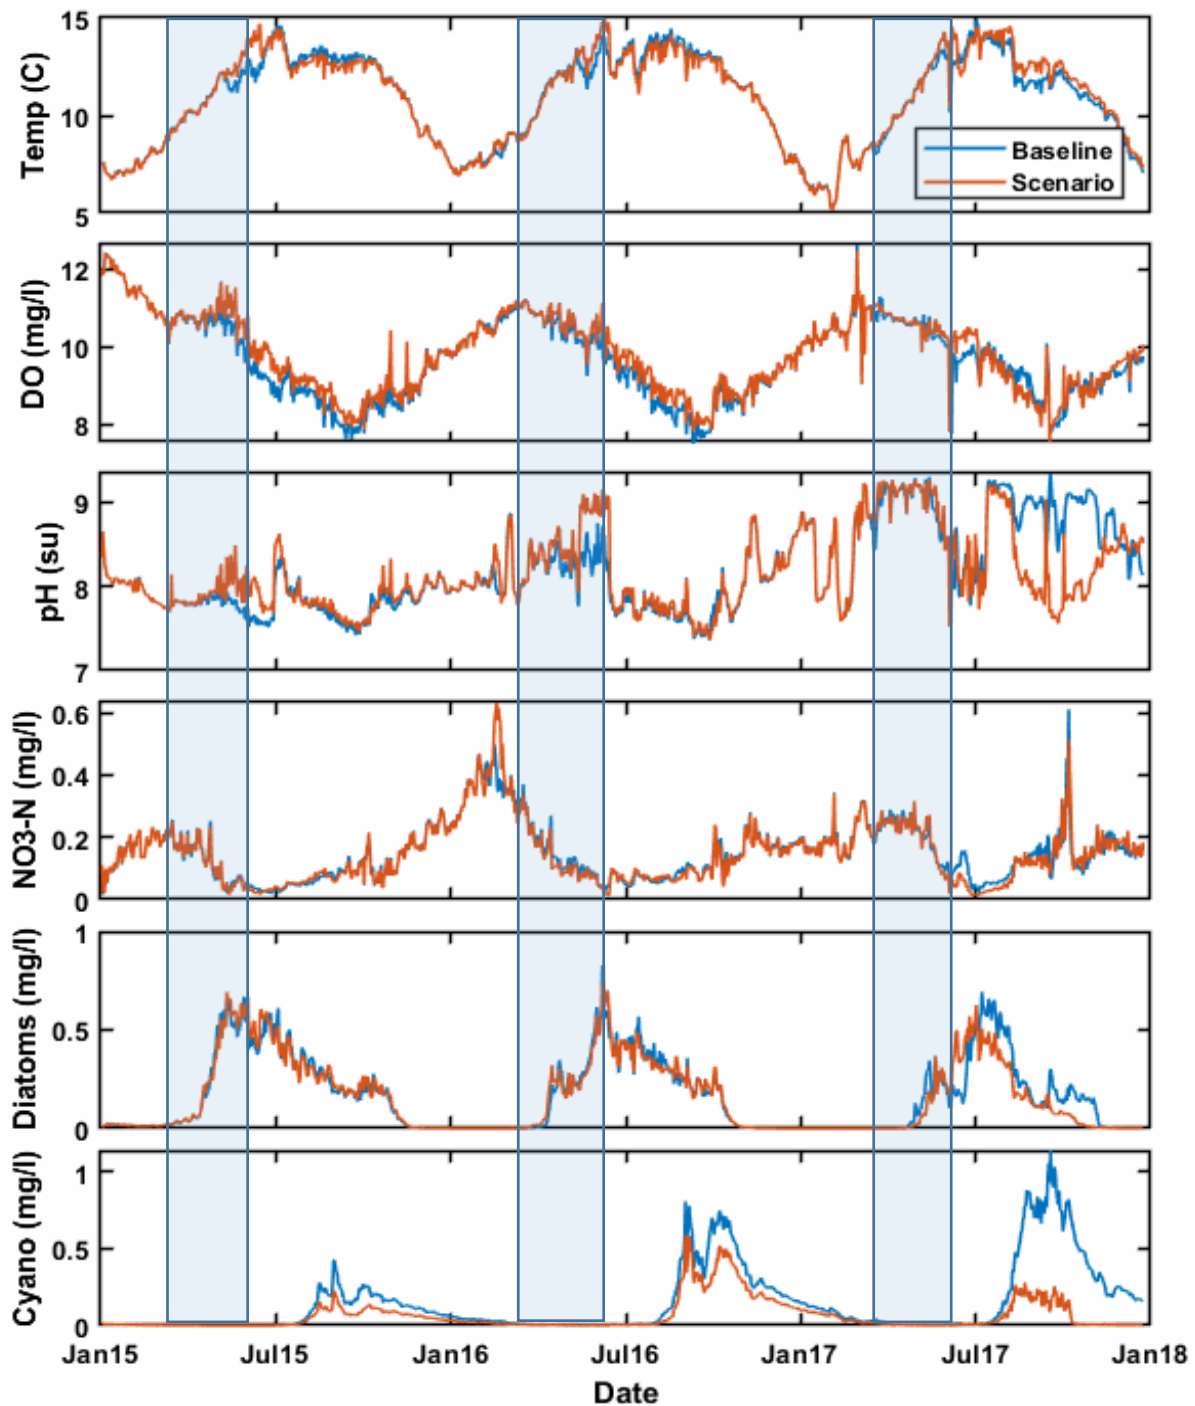 Temp (C)
15
10
5
Baseline
Scenario
DO (mg/l)
12
10
8
pH (su)
9
8
7
NO3-N (mg/l)
0.6
0.4
0.2
0
Diatoms (mg/l)
1
0.5
0
Cyano (mg/l)
1
0.5
0
Jan15 Jul15 Jan16 Jul16 Jan17 Jul17 Jan18
Date